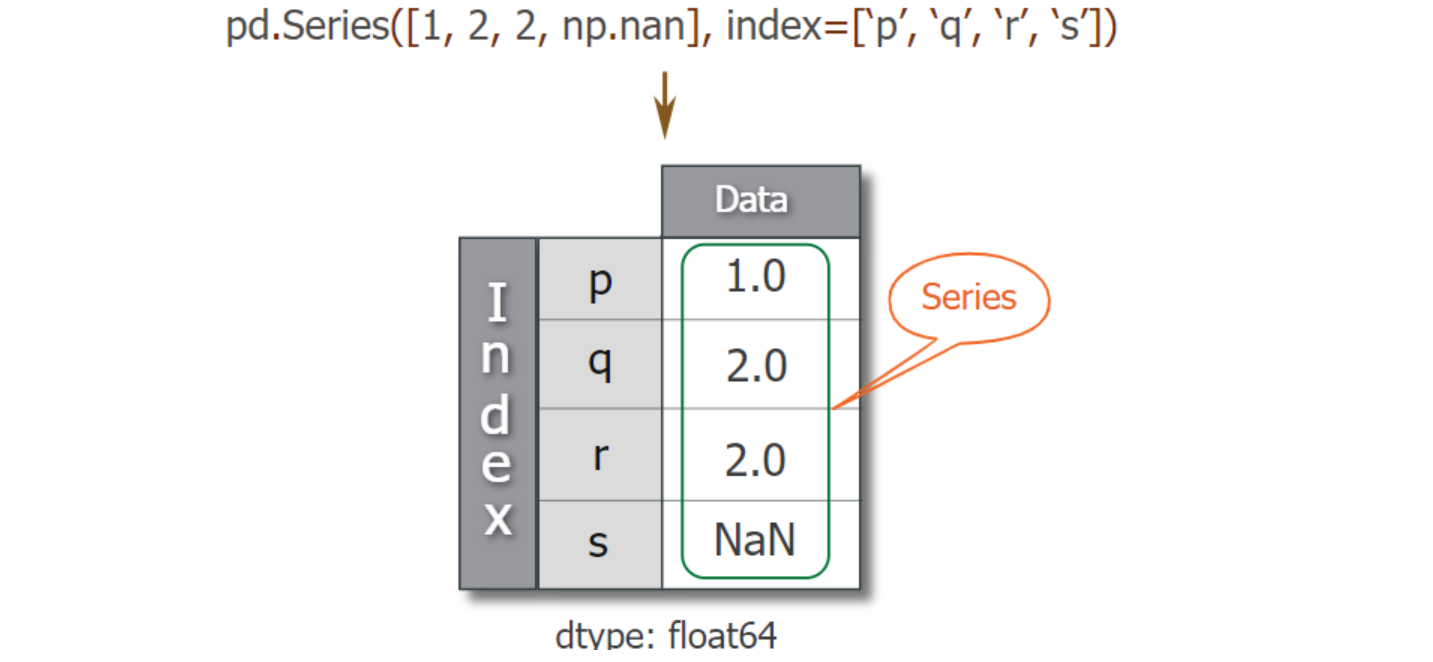 pd.Series([1, 2, 2, np.nan], index=[‘p’, ‘q’, ‘r’, ‘s’])
Data
Index
p 1.0
q 2.0
r 2.0
s NaN
Series
dtype: float64